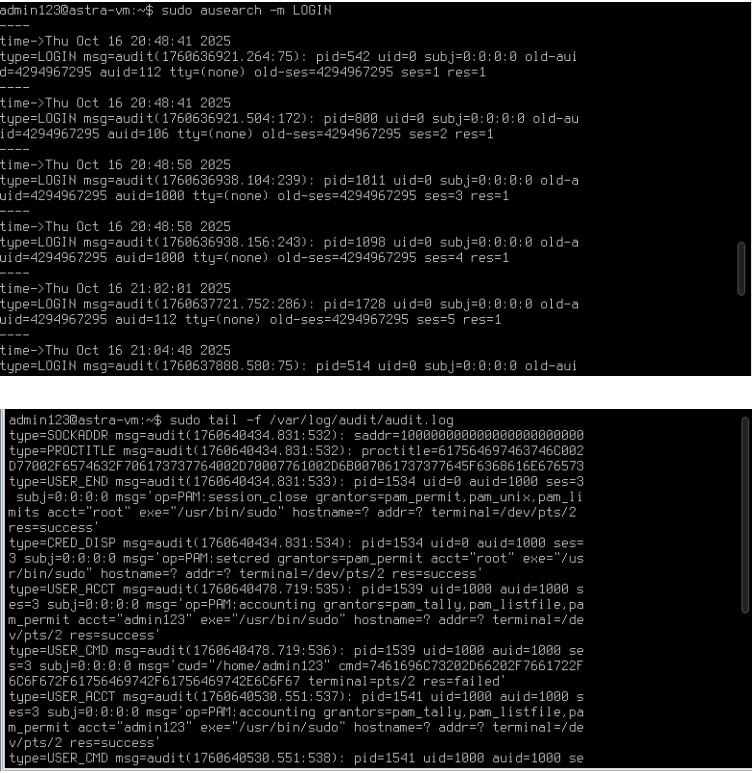 admin123@astra-vm:~$ sudo ausearch -m LOGIN
----
time->Thu Oct 16 20:48:41 2025
type=LOGIN msg=audit(1760636921.264:75): pid=542 uid=0 subj=0:0:0:0 old-aui
d=4294967295 auid=112 tty=(none) old-ses=4294967295 ses=1 res=1
----
time->Thu Oct 16 20:48:41 2025
type=LOGIN msg=audit(1760636921.504:172): pid=800 uid=0 subj=0:0:0:0 old-au
id=4294967295 auid=106 tty=(none) old-ses=4294967295 ses=2 res=1
----
time->Thu Oct 16 20:48:58 2025
type=LOGIN msg=audit(1760636938.104:239): pid=1011 uid=0 subj=0:0:0:0 old-a
uid=4294967295 auid=1000 tty=(none) old-ses=4294967295 ses=3 res=1
----
time->Thu Oct 16 20:48:58 2025
type=LOGIN msg=audit(1760636938.156:243): pid=1098 uid=0 subj=0:0:0:0 old-a
uid=4294967295 auid=1000 tty=(none) old-ses=4294967295 ses=4 res=1
----
time->Thu Oct 16 21:02:01 2025
type=LOGIN msg=audit(1760637721.752:286): pid=1728 uid=0 subj=0:0:0:0 old-a
uid=4294967295 auid=112 tty=(none) old-ses=4294967295 ses=5 res=1
----
time->Thu Oct 16 21:04:48 2025
type=LOGIN msg=audit(1760637888.580:75): pid=514 uid=0 subj=0:0:0:0 old-aui
admin123@astra-vm:~$ sudo tail -f /var/log/audit/audit.log
type=SOCKADDR msg=audit(1760640434.831:532): saddr=100000000000000000000000
type=PROCTITLE msg=audit(1760640434.831:532): proctitle=617564697463746C002
D77002F6574632F706173737764002D70007761002D6B007061737377645F6368616E676573
type=USER_END msg=audit(1760640434.831:533): pid=1534 uid=0 auid=1000 ses=3
subj=0:0:0:0 msg='op=PAM:session_close grantors=pam_permit,pam_unix,pam_li
mits acct="root" exe="/usr/bin/sudo" hostname=? addr=? terminal=/dev/pts/2
res=success'
type=CRED_DISP msg=audit(1760640434.831:534): pid=1534 uid=0 auid=1000 ses=
3 subj=0:0:0:0 msg='op=PAM:setcred grantors=pam_permit acct="root" exe="/us
r/bin/sudo" hostname=? addr=? terminal=/dev/pts/2 res=success'
type=USER_ACCT msg=audit(1760640478.719:535): pid=1539 uid=1000 auid=1000 s
es=3 subj=0:0:0:0 msg='op=PAM:accounting grantors=pam_tally,pam_listfile,pa
m_permit acct="admin123" exe="/usr/bin/sudo" hostname=? addr=? terminal=/de
v/pts/2 res=success'
type=USER_CMD msg=audit(1760640478.719:536): pid=1539 uid=1000 auid=1000 se
s=3 subj=0:0:0:0 msg='cwd="/home/admin123" cmd=7461696C73202D66202F7661722F
6C6F672F61756469742F61756469742E6C6F67 terminal=pts/2 res=failed'
type=USER_ACCT msg=audit(1760640530.551:537): pid=1541 uid=1000 auid=1000 s
es=3 subj=0:0:0:0 msg='op=PAM:accounting grantors=pam_tally,pam_listfile,pa
m_permit acct="admin123" exe="/usr/bin/sudo" hostname=? addr=? terminal=/de
v/pts/2 res=success'
type=USER_CMD msg=audit(1760640530.551:538): pid=1541 uid=1000 auid=1000 se